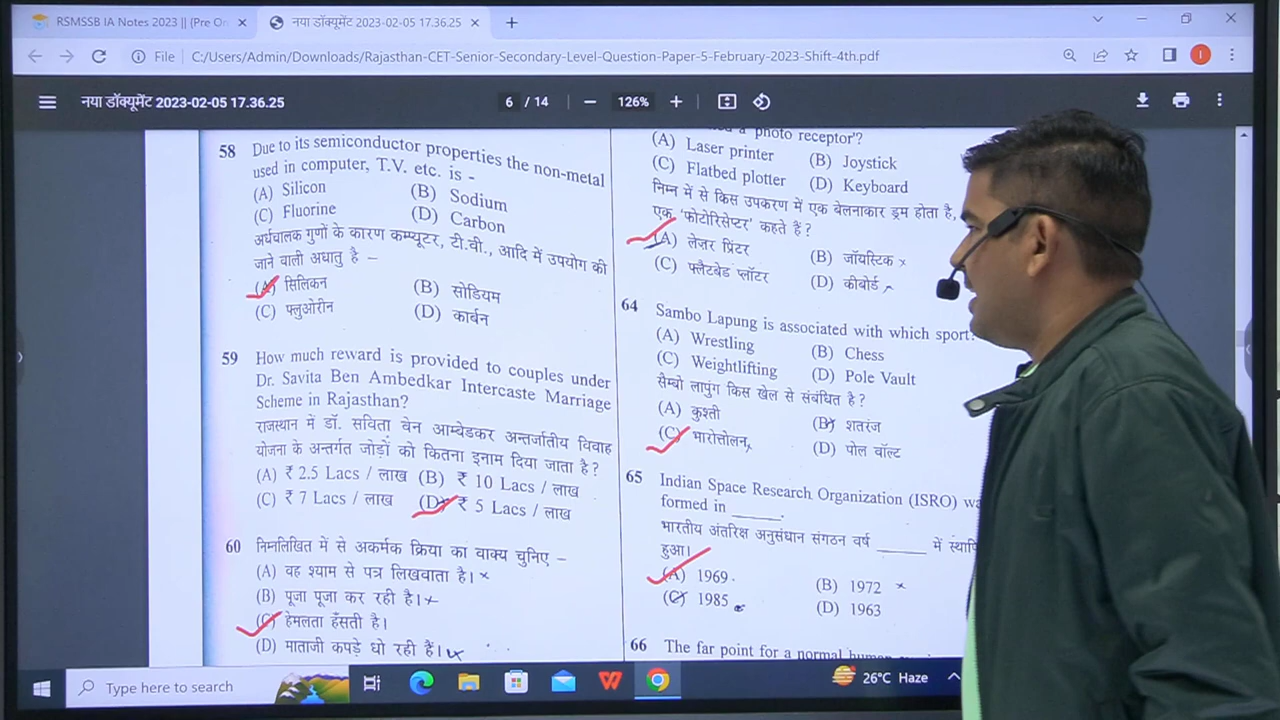 RSMSSB IA Notes 2023 || (Pre On
नया डॉक्यूमेंट 2023-02-05 17.36.25
File
C:/Users/Admin/Downloads/Rajasthan-CET-Senior-Secondary-Level-Question-Paper-5-February-2023-Shift-4th.pdf
नया डॉक्यूमेंट 2023-02-05 17.36.25
6 / 14
126%
58 Due to its semiconductor properties the non-metal
used in computer, T.V. etc. is -
(A) Silicon (B) Sodium
(C) Fluorine (D) Carbon
अर्धचालक गुणों के कारण कम्प्यूटर, टी.वी., आदि में उपयोग की
जाने वाली अधातु है –
(A) सिलिकन (B) सोडियम
(C) फ्लुओरीन (D) कार्बन
59 How much reward is provided to couples under
Dr. Savita Ben Ambedkar Intercaste Marriage
Scheme in Rajasthan?
राजस्थान में डॉ. सविता बेन आम्बेडकर अन्तर्जातीय विवाह
योजना के अन्तर्गत जोड़ों को कितना इनाम दिया जाता है?
(A) ₹ 2.5 Lacs / लाख (B) ₹ 10 Lacs / लाख
(C) ₹ 7 Lacs / लाख (D) ₹ 5 Lacs / लाख
60 निम्नलिखित में से अकर्मक क्रिया का वाक्य चुनिए –
(A) वह श्याम से पत्र लिखवाता है।
(B) पूजा पूजा कर रही है।
(C) हेमलता हँसती है।
(D) माताजी कपड़े धो रही हैं।
a 'photo receptor'?
(A) Laser printer (B) Joystick
(C) Flatbed plotter (D) Keyboard
निम्न में से किस उपकरण में एक बेलनाकार ड्रम होता है,
एक 'फोटोरिसेप्टर' कहते हैं?
(A) लेज़र प्रिंटर (B) जॉयस्टिक
(C) फ्लैटबेड प्लॉटर (D) कीबोर्ड
64 Sambo Lapung is associated with which sport?
(A) Wrestling (B) Chess
(C) Weightlifting (D) Pole Vault
सैम्बो लापुंग किस खेल से संबंधित है?
(A) कुश्ती (B) शतरंज
(C) भारोत्तोलन (D) पोल वॉल्ट
65 Indian Space Research Organization (ISRO) wa
formed in ______.
भारतीय अंतरिक्ष अनुसंधान संगठन वर्ष ______ में स्थापि
हुआ।
(A) 1969 (B) 1972
(C) 1985 (D) 1963
66 The far point for a normal human
Type here to search
26°C Haze